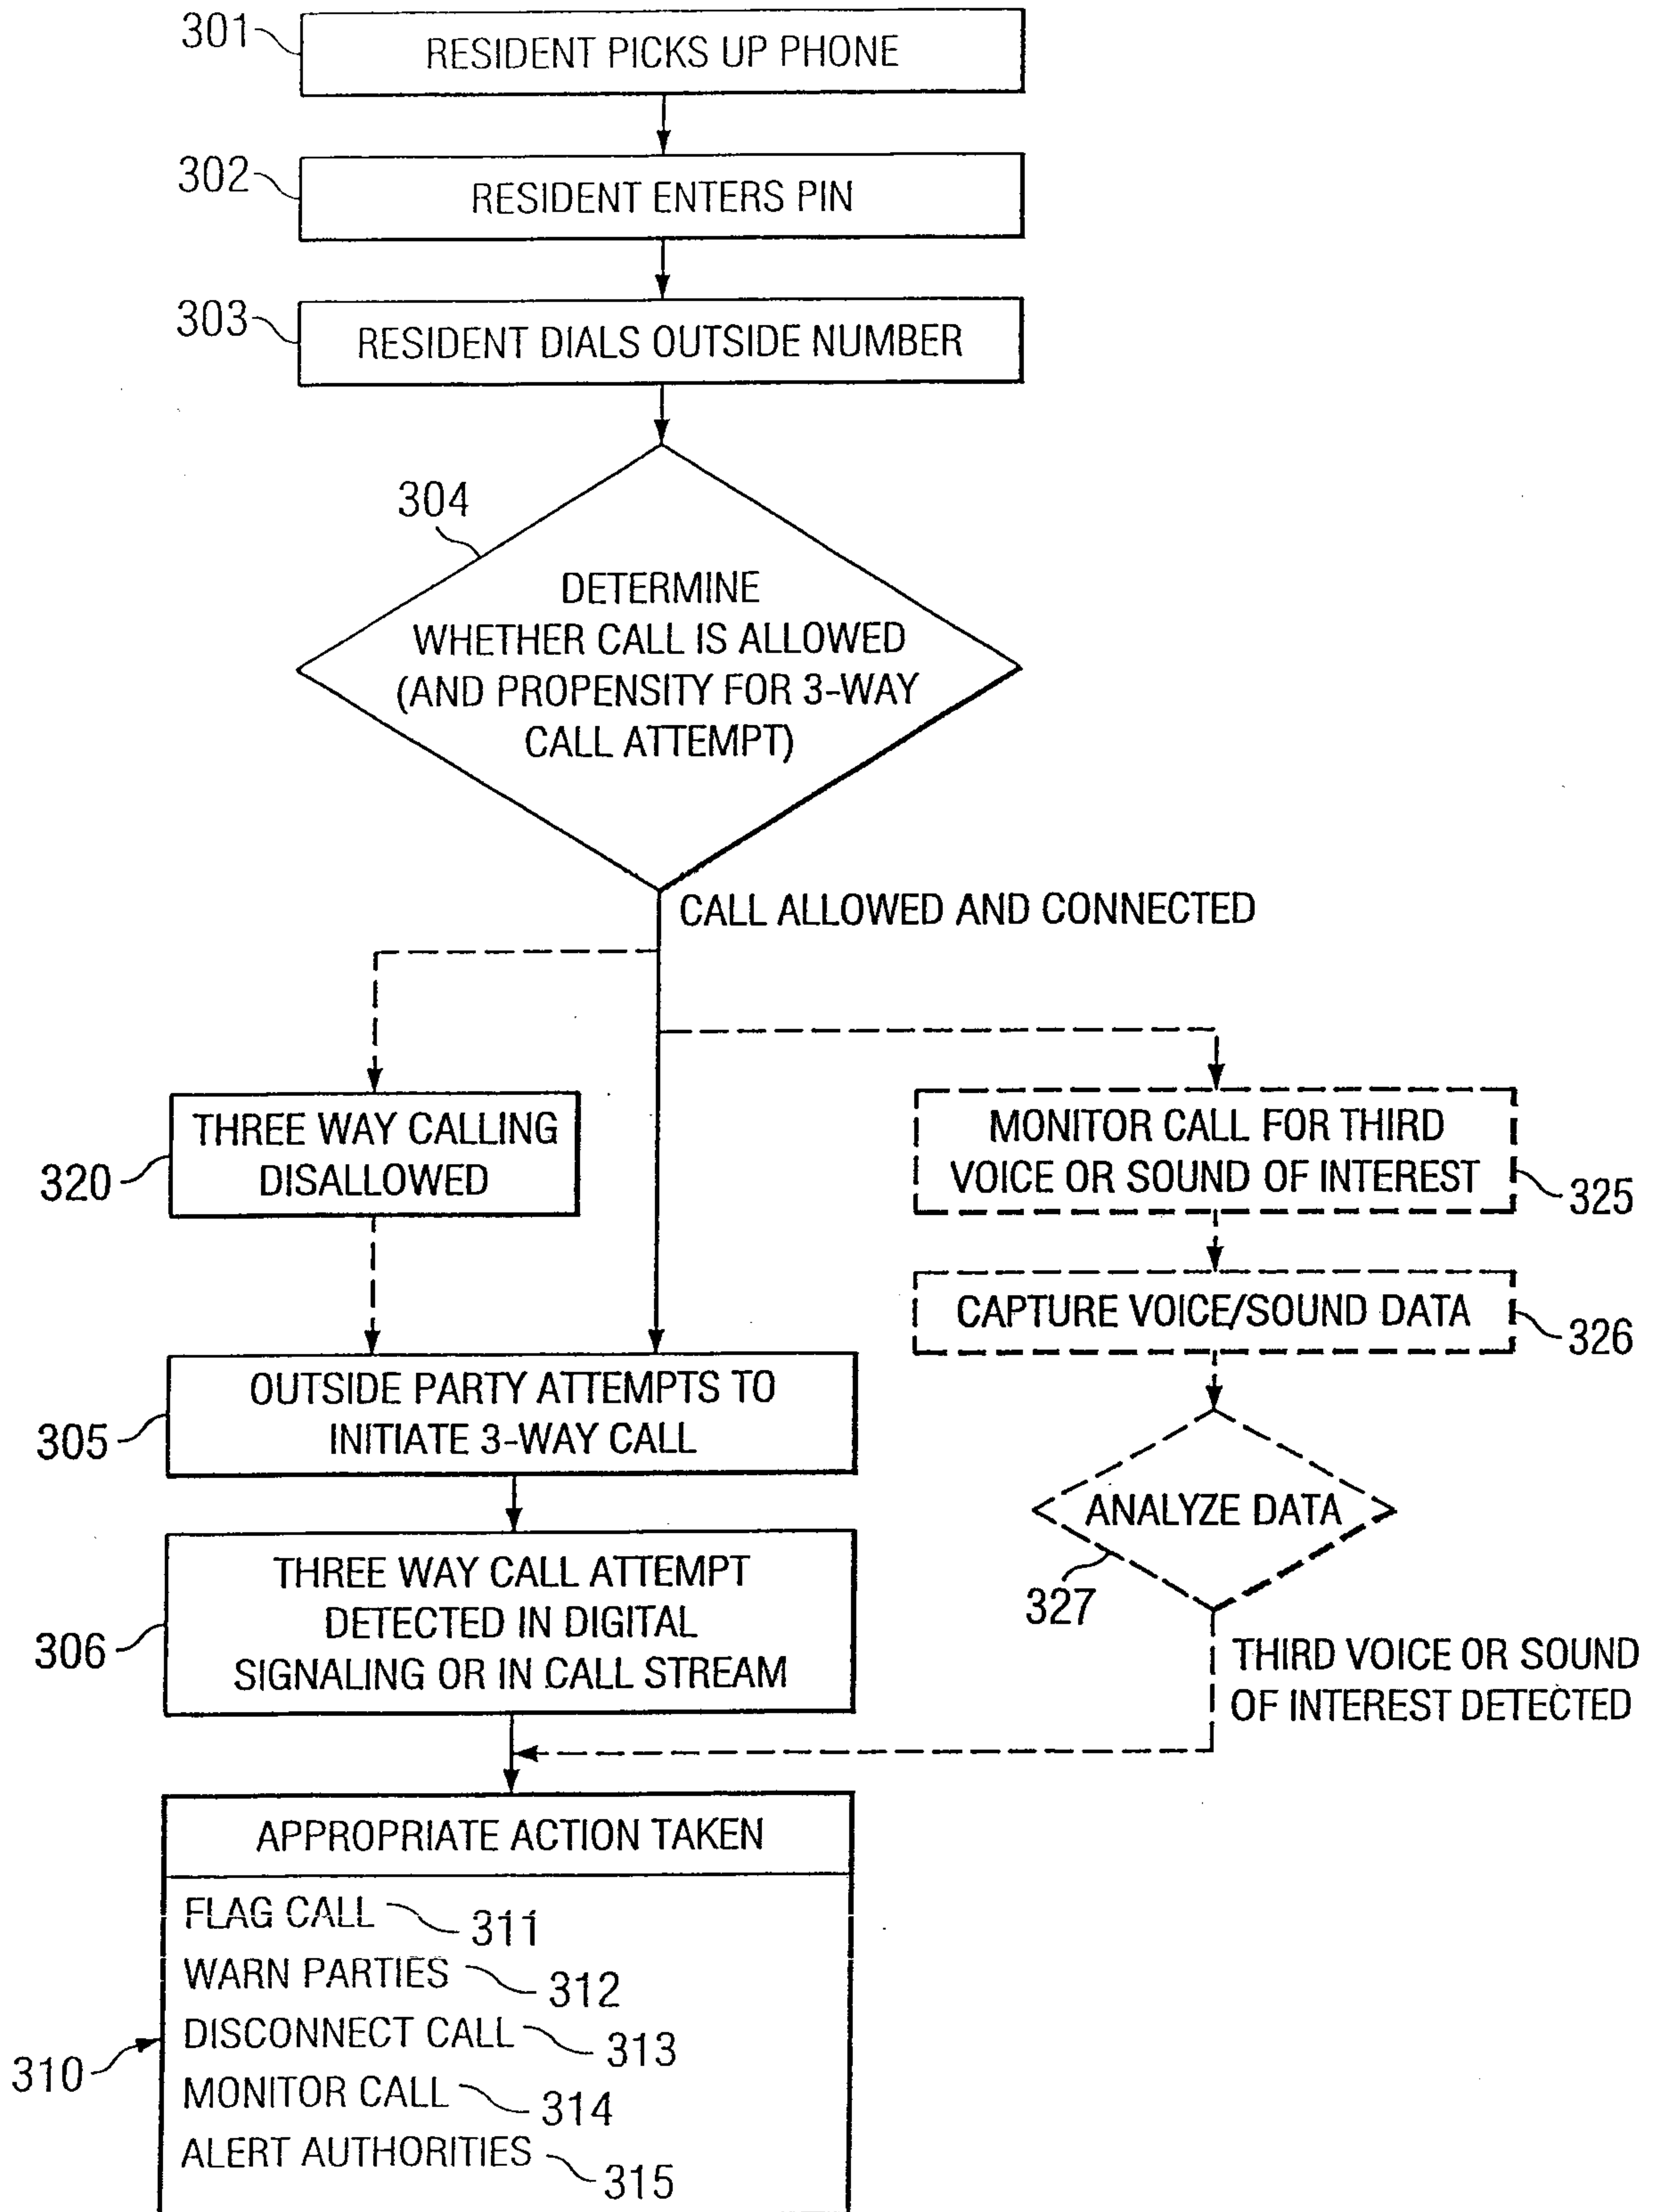 301
RESIDENT PICKS UP PHONE
302
RESIDENT ENTERS PIN
303
RESIDENT DIALS OUTSIDE NUMBER
304
DETERMINE
WHETHER CALL IS ALLOWED
(AND PROPENSITY FOR 3-WAY
CALL ATTEMPT)
CALL ALLOWED AND CONNECTED
THREE WAY CALLING
DISALLOWED
320
MONITOR CALL FOR THIRD
VOICE OR SOUND OF INTEREST
325
CAPTURE VOICE/SOUND DATA
326
OUTSIDE PARTY ATTEMPTS TO
INITIATE 3-WAY CALL
305
ANALYZE DATA
327
THREE WAY CALL ATTEMPT
DETECTED IN DIGITAL
SIGNALING OR IN CALL STREAM
306
THIRD VOICE OR SOUND
OF INTEREST DETECTED
APPROPRIATE ACTION TAKEN
FLAG CALL 311
WARN PARTIES 312
DISCONNECT CALL 313
310
MONITOR CALL 314
ALERT AUTHORITIES 315